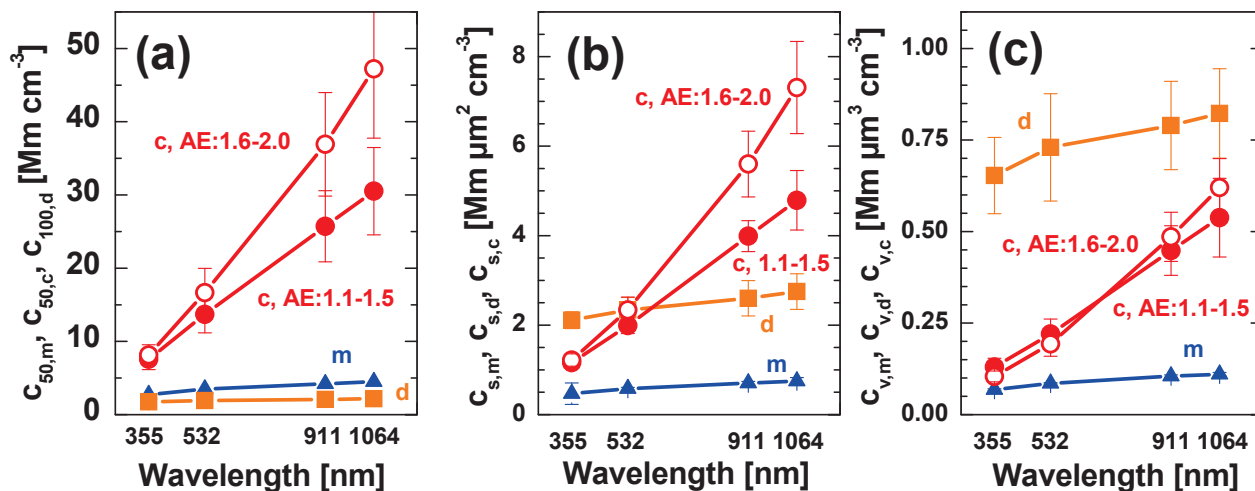 (a)
c50,m, c50,c, c100,d [Mm cm-3]
50
40
30
20
10
0
c, AE:1.6-2.0
c, AE:1.1-1.5
m
d
355 532 911 1064
Wavelength [nm]
(b)
cs,m, cs,d, cs,c [Mm µm2 cm-3]
8
6
4
2
0
c, AE:1.6-2.0
c, 1.1-1.5
d
m
355 532 911 1064
Wavelength [nm]
(c)
cv,m, cv,d, cv,c [Mm µm3 cm-3]
1.00
0.75
0.50
0.25
0.00
d
c, AE:1.6-2.0
c, AE:1.1-1.5
m
355 532 911 1064
Wavelength [nm]